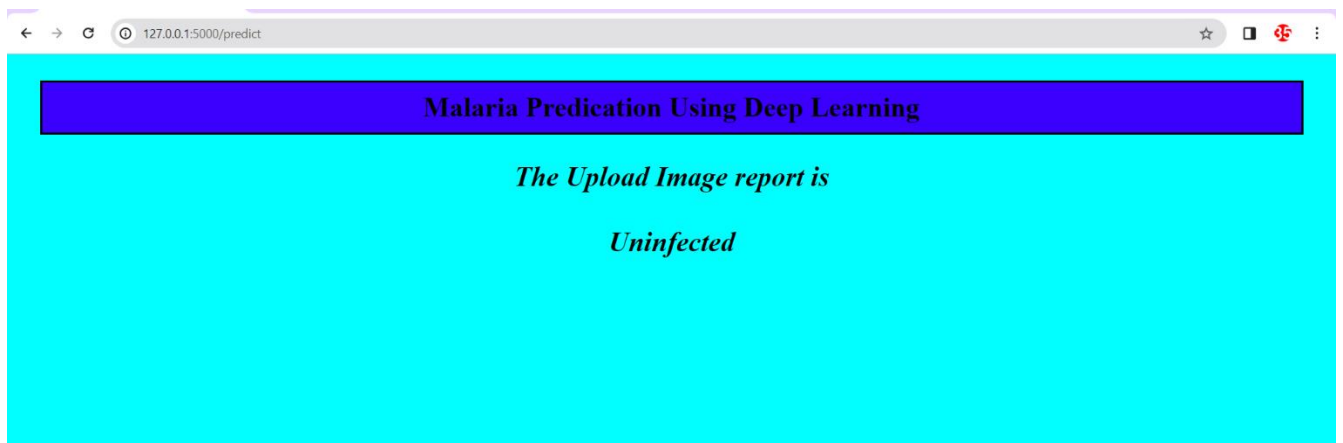 127.0.0.1:5000/predict
Malaria Predication Using Deep Learning
The Upload Image report is
Uninfected